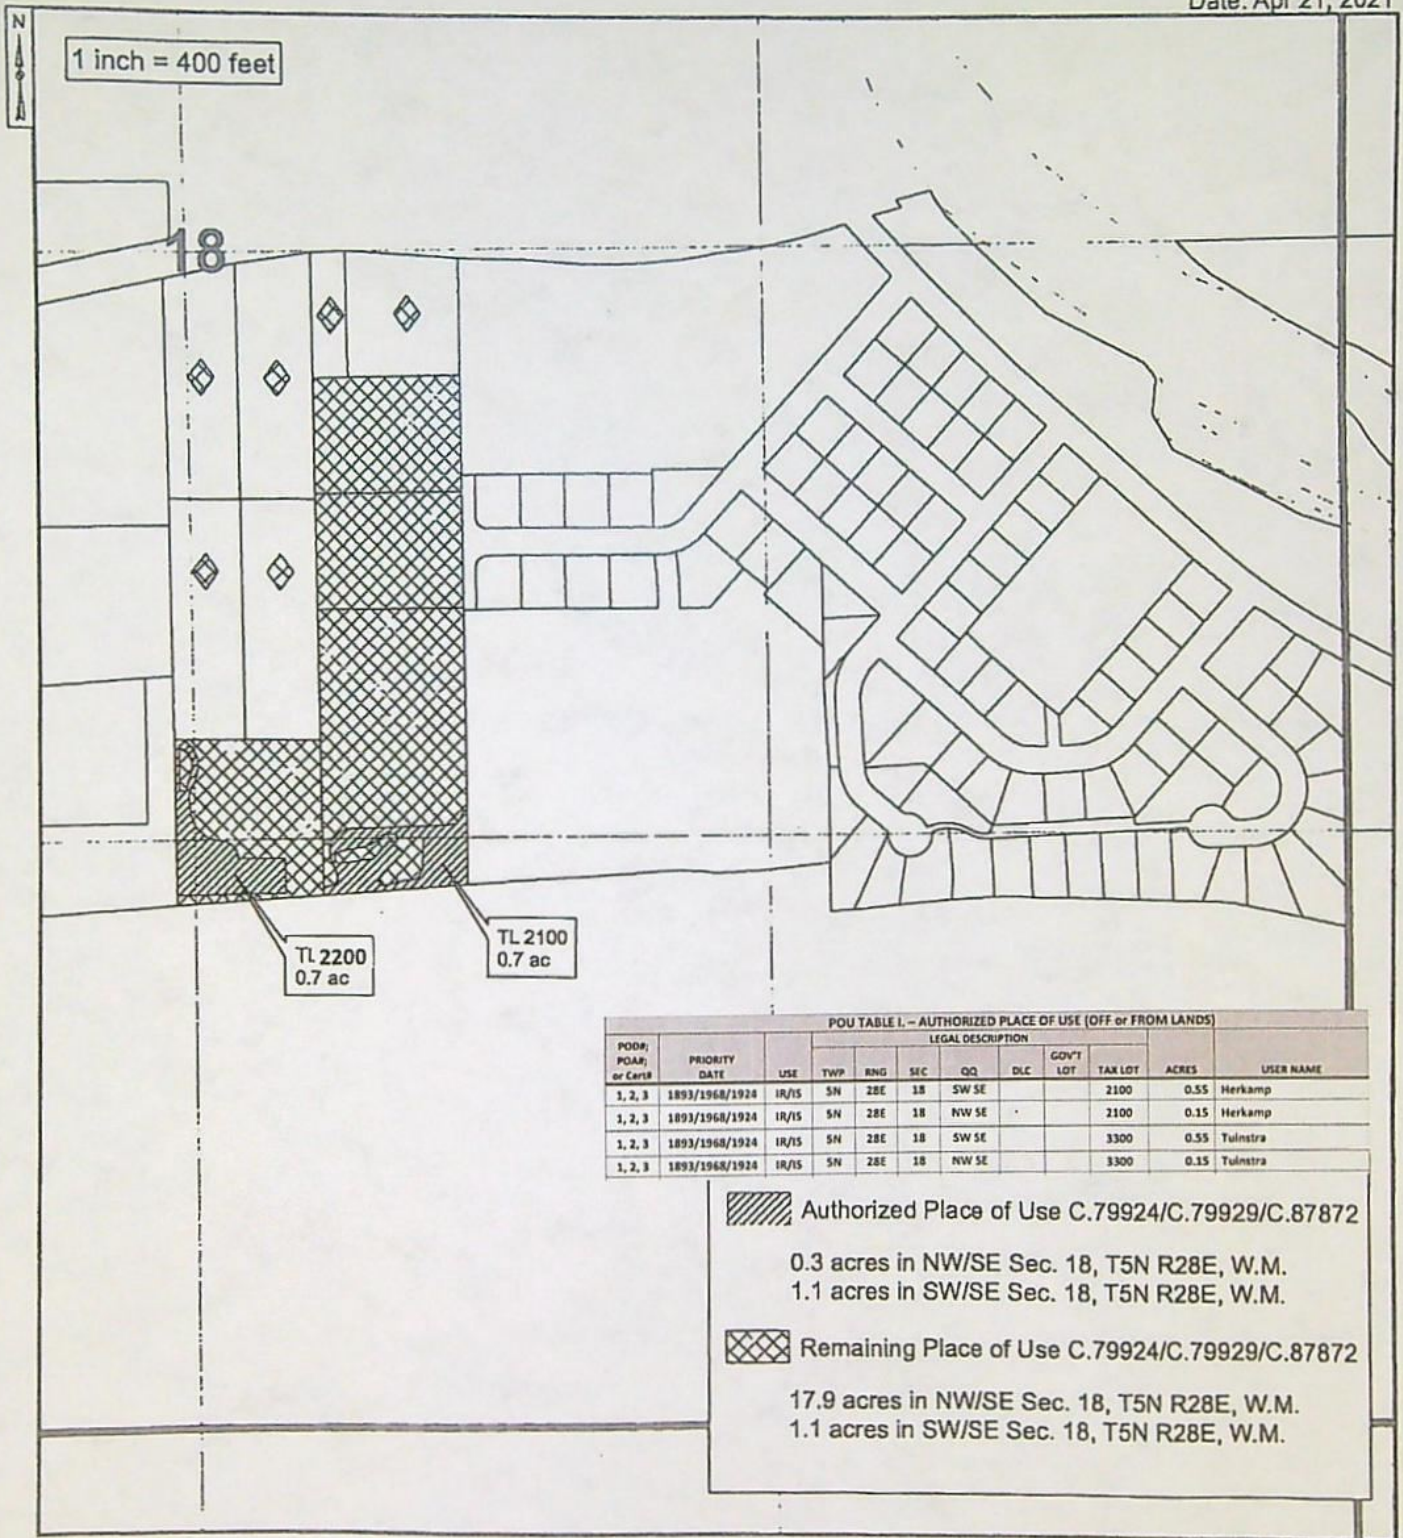 Date: Apr 21, 2021
N
1 inch = 400 feet
18
TL 2200
0.7 ac
TL 2100
0.7 ac
POU TABLE I. – AUTHORIZED PLACE OF USE (OFF or FROM LANDS)
POD#; POA#; or Cert# PRIORITY DATE USE LEGAL DESCRIPTION TWP RNG SEC QQ DLC GOV'T LOT TAX LOT ACRES USER NAME
1, 2, 3 1893/1968/1924 IR/IS 5N 28E 18 SW SE 2100 0.55 Herkamp
1, 2, 3 1893/1968/1924 IR/IS 5N 28E 18 NW SE 2100 0.15 Herkamp
1, 2, 3 1893/1968/1924 IR/IS 5N 28E 18 SW SE 3300 0.55 Tuinstra
1, 2, 3 1893/1968/1924 IR/IS 5N 28E 18 NW SE 3300 0.15 Tuinstra
Authorized Place of Use C.79924/C.79929/C.87872
0.3 acres in NW/SE Sec. 18, T5N R28E, W.M.
1.1 acres in SW/SE Sec. 18, T5N R28E, W.M.
Remaining Place of Use C.79924/C.79929/C.87872
17.9 acres in NW/SE Sec. 18, T5N R28E, W.M.
1.1 acres in SW/SE Sec. 18, T5N R28E, W.M.